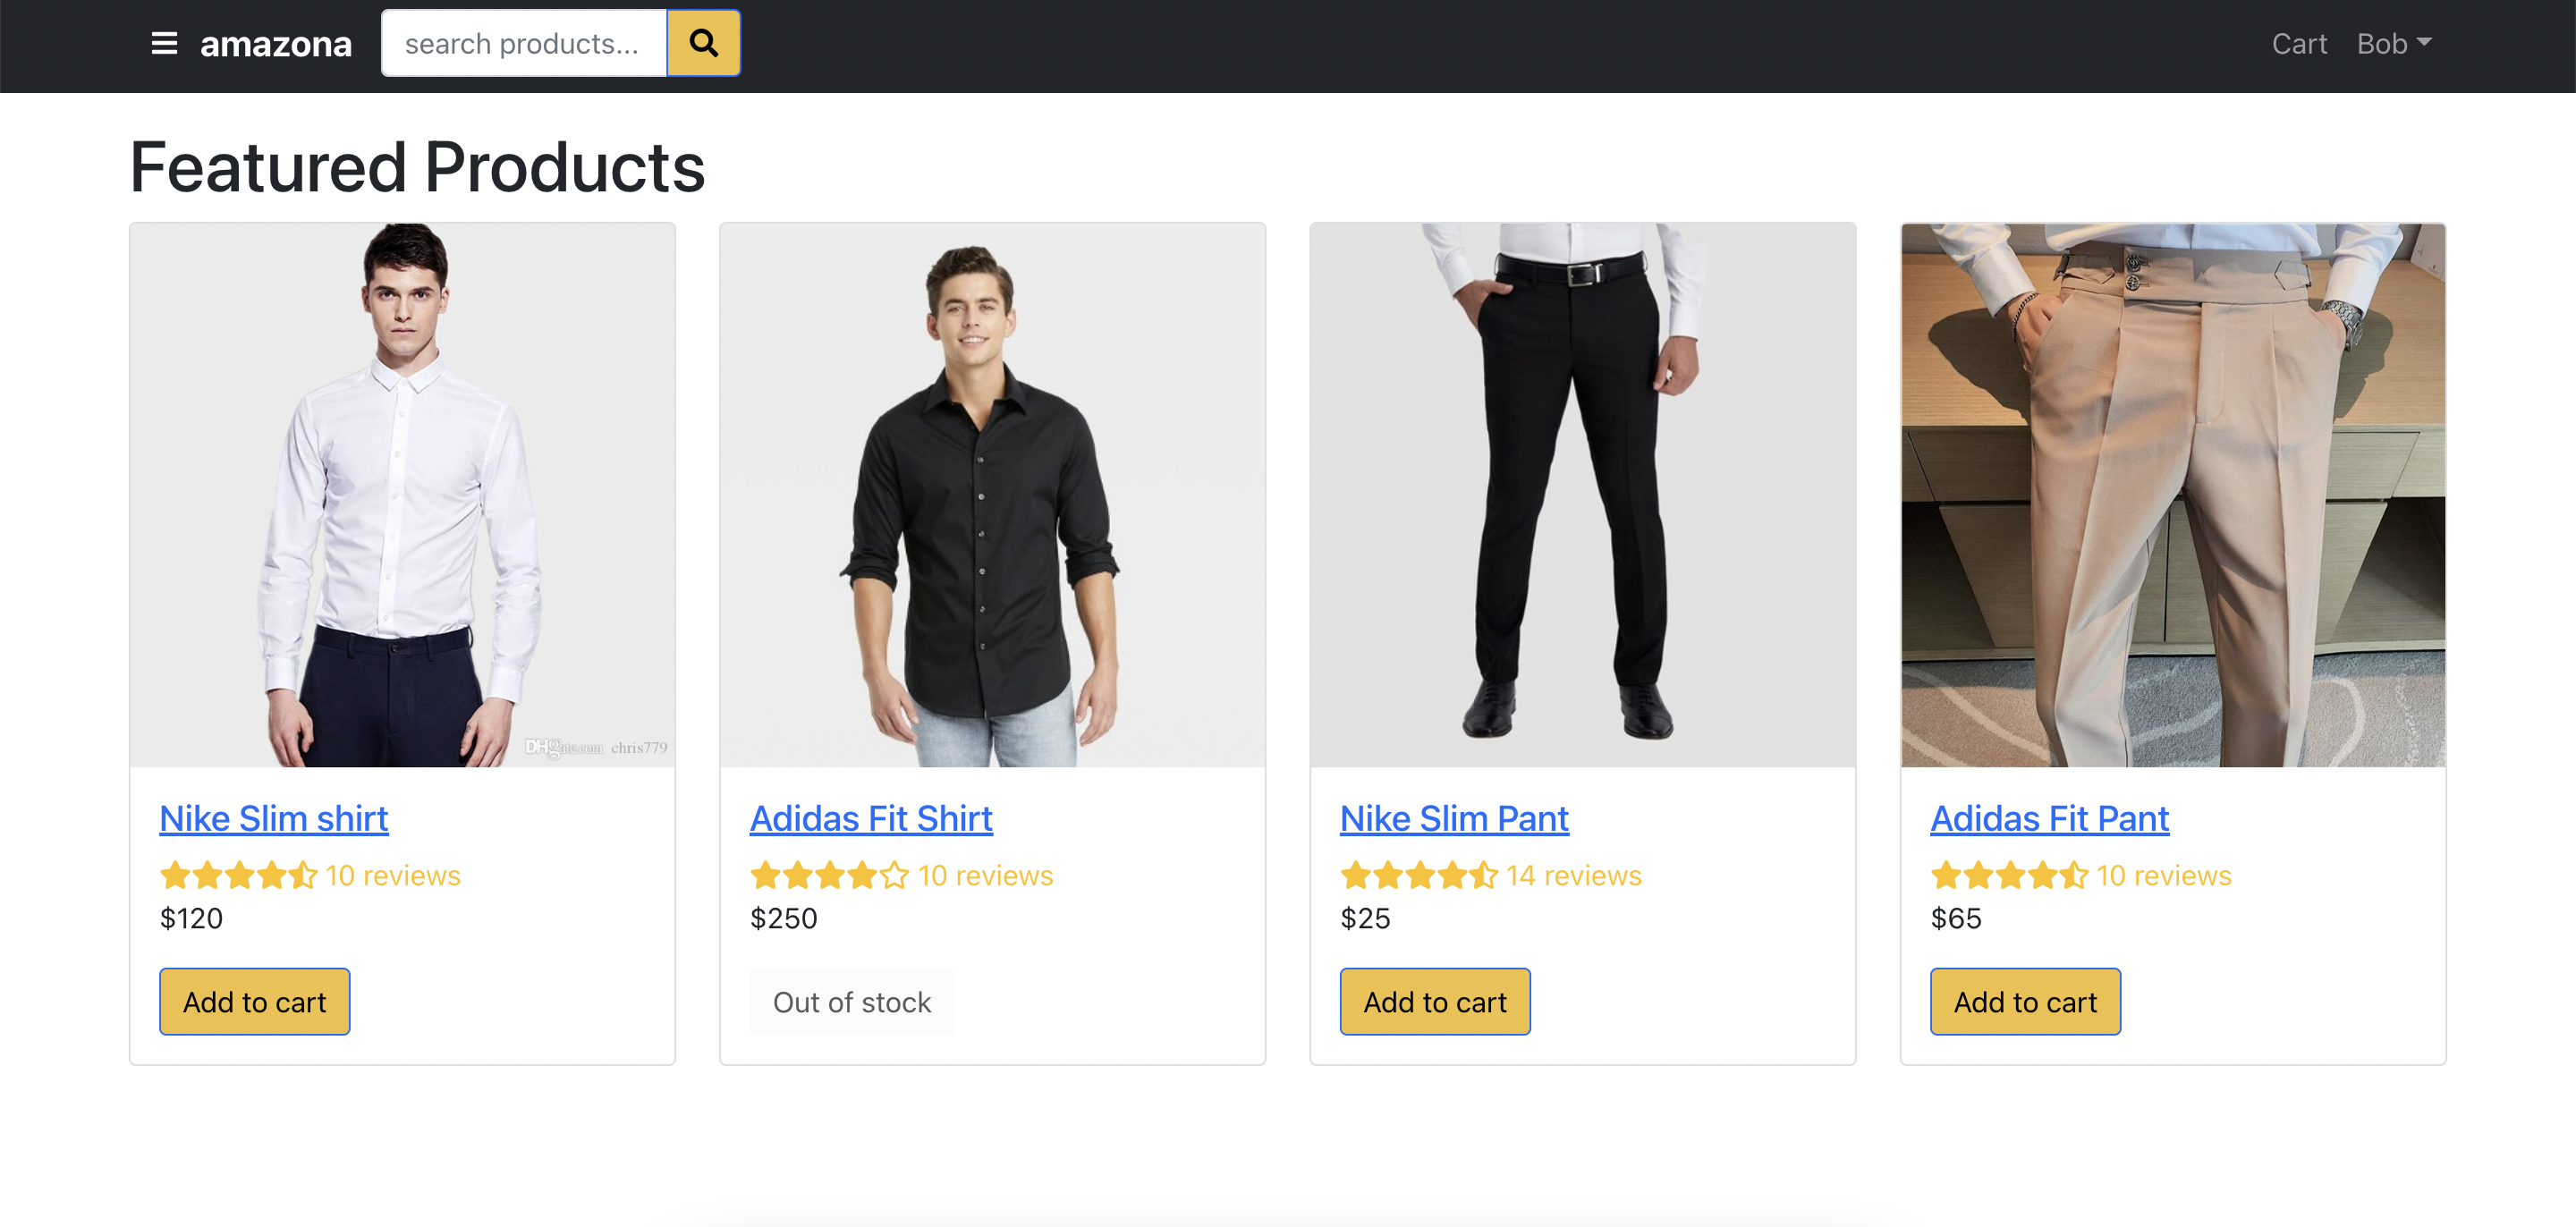 amazona
search products...
Cart
Bob
Featured Products
DHgate.com chris779
Nike Slim shirt
10 reviews
$120
Add to cart
Adidas Fit Shirt
10 reviews
$250
Out of stock
Nike Slim Pant
14 reviews
$25
Add to cart
Adidas Fit Pant
10 reviews
$65
Add to cart